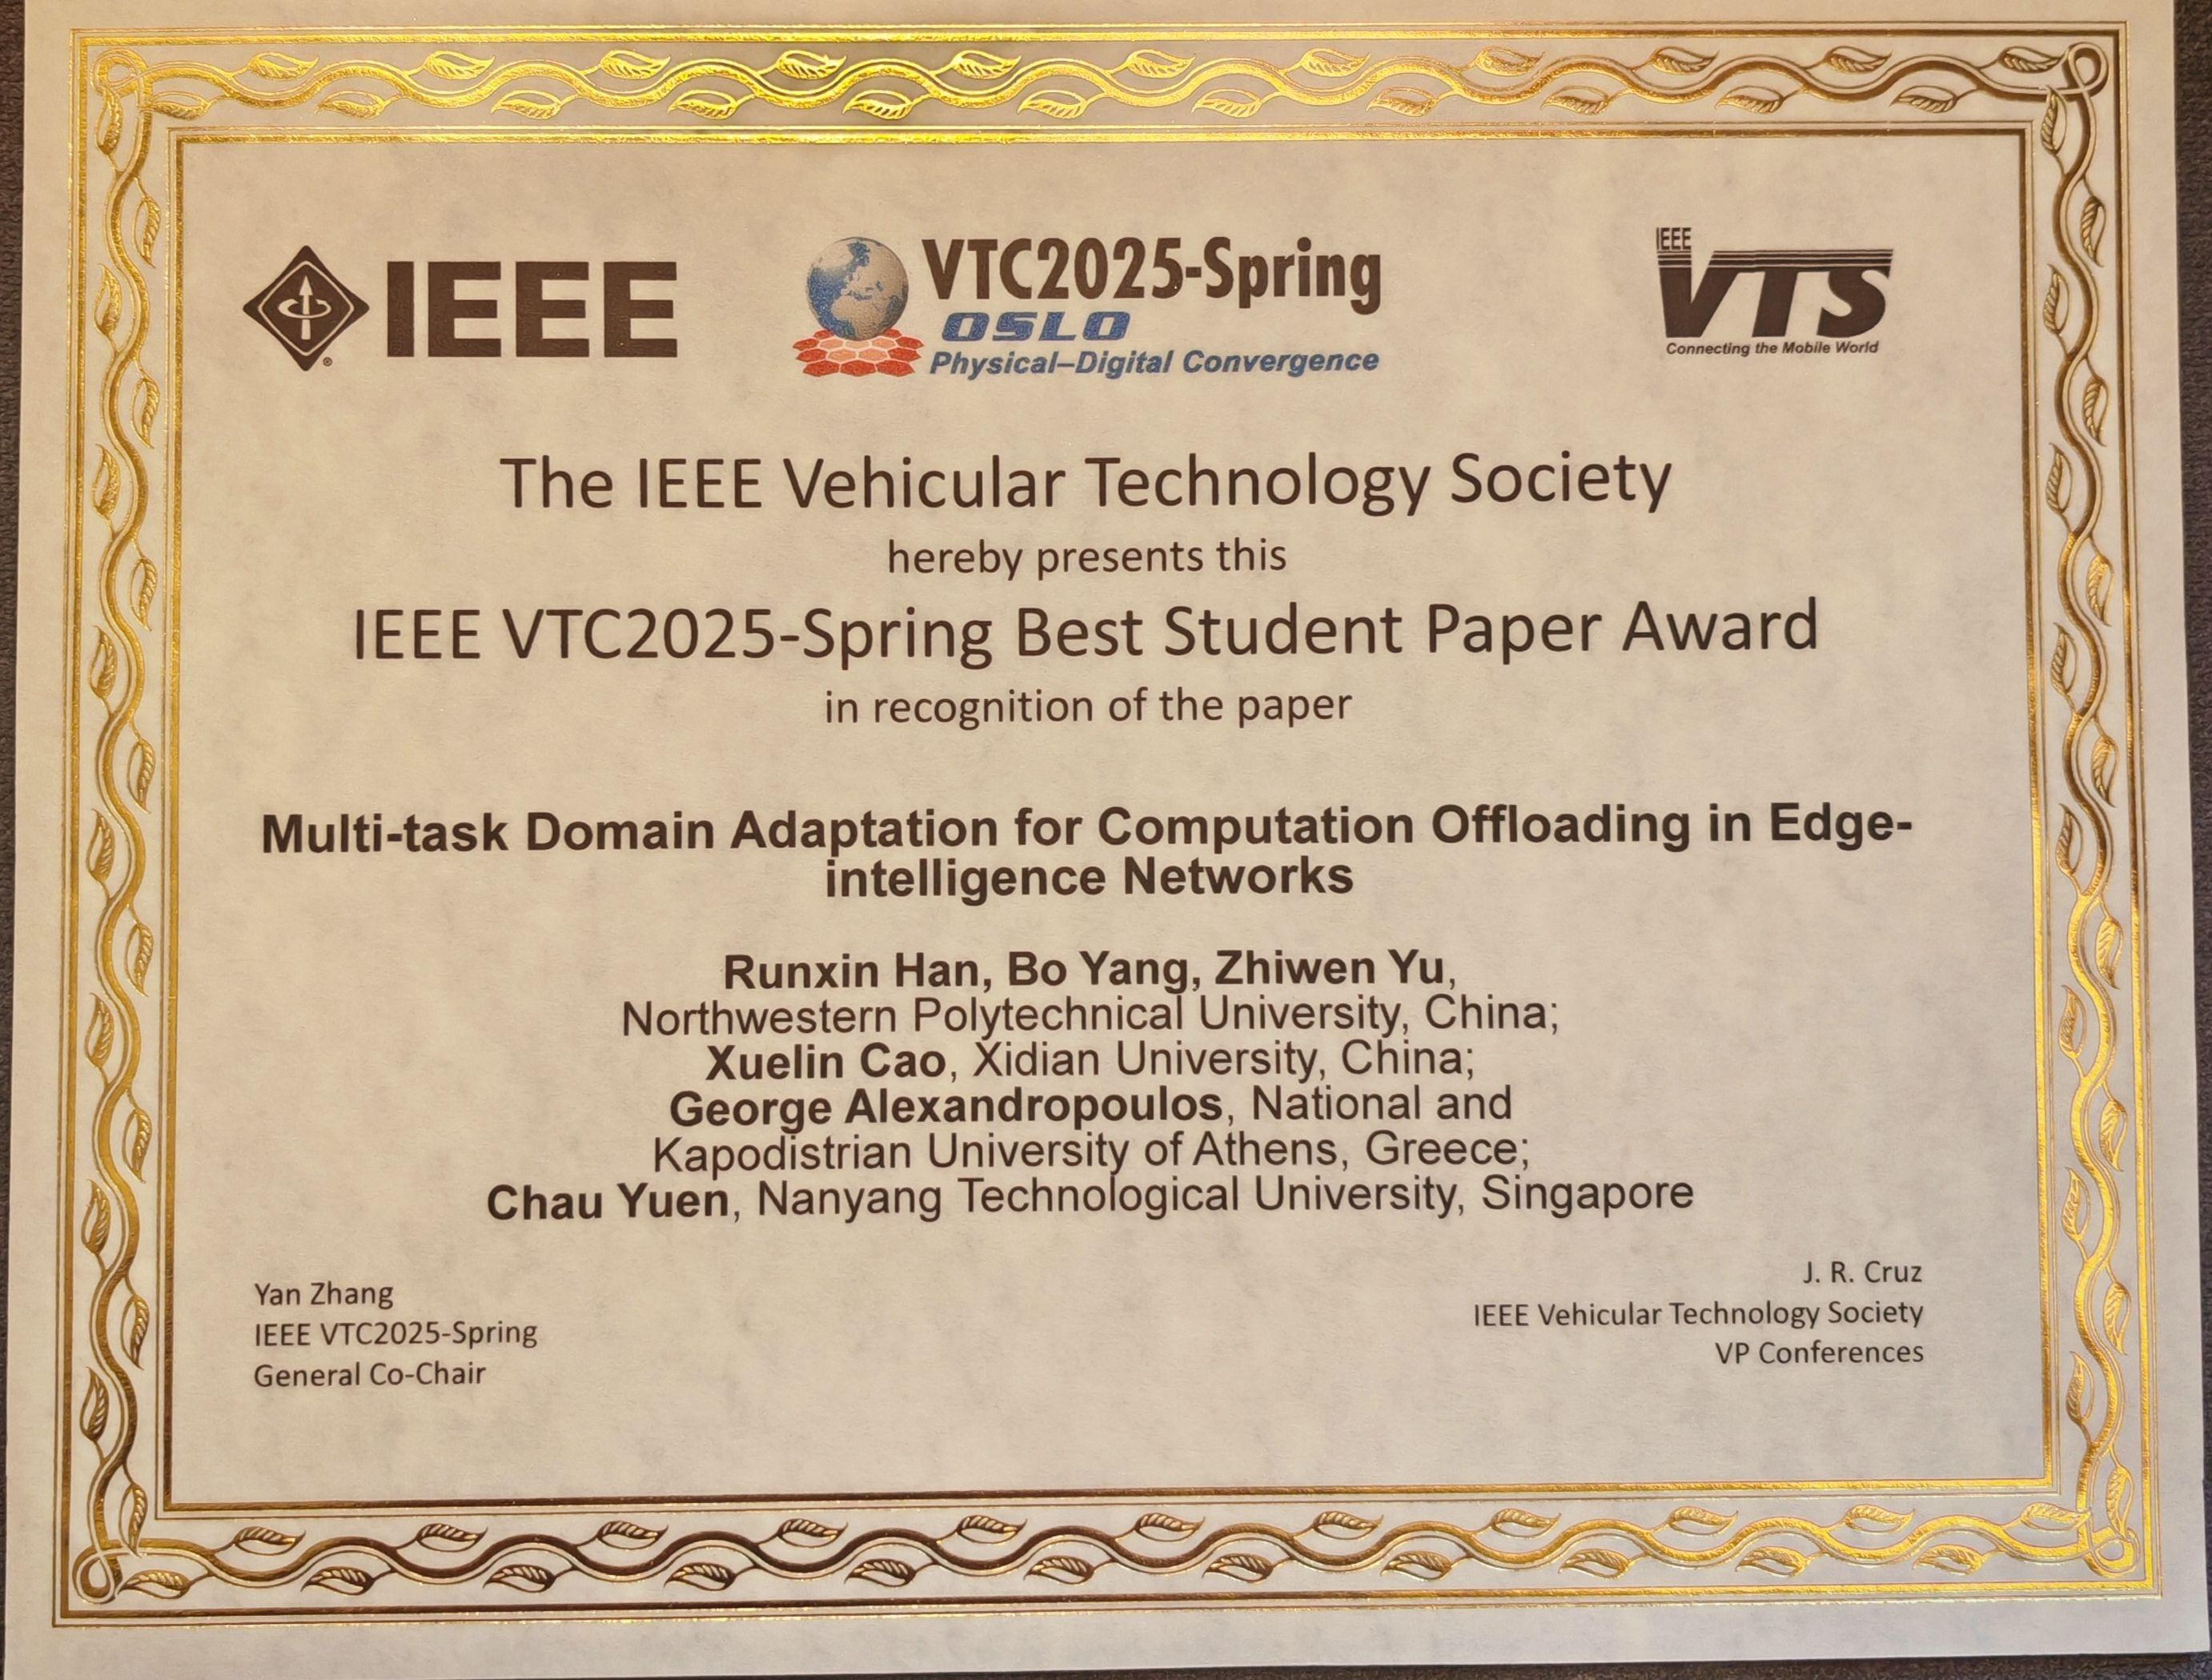 IEEE
VTC2025-Spring
OSLO
Physical–Digital Convergence
IEEE
VTS
Connecting the Mobile World
The IEEE Vehicular Technology Society
hereby presents this
IEEE VTC2025-Spring Best Student Paper Award
in recognition of the paper
Multi-task Domain Adaptation for Computation Offloading in Edge-
intelligence Networks
Runxin Han, Bo Yang, Zhiwen Yu,
Northwestern Polytechnical University, China;
Xuelin Cao, Xidian University, China;
George Alexandropoulos, National and
Kapodistrian University of Athens, Greece;
Chau Yuen, Nanyang Technological University, Singapore
Yan Zhang
IEEE VTC2025-Spring
General Co-Chair
J. R. Cruz
IEEE Vehicular Technology Society
VP Conferences